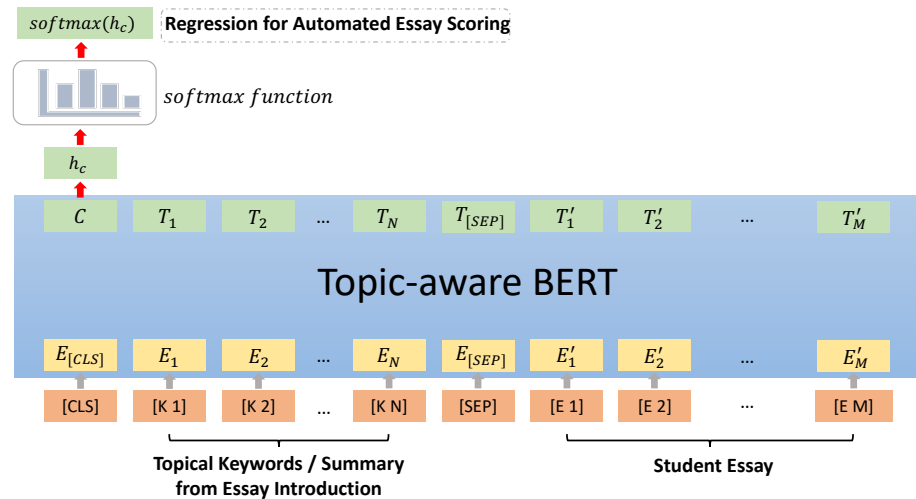 softmax(h_c) Regression for Automated Essay Scoring
softmax function
h_c
C T_1 T_2 ... T_N T_[SEP] T'_1 T'_2 ... T'_M
Topic-aware BERT
E_[CLS] E_1 E_2 ... E_N E_[SEP] E'_1 E'_2 ... E'_M
[CLS] [K 1] [K 2] ... [K N] [SEP] [E 1] [E 2] ... [E M]
Topical Keywords / Summary
from Essay Introduction
Student Essay